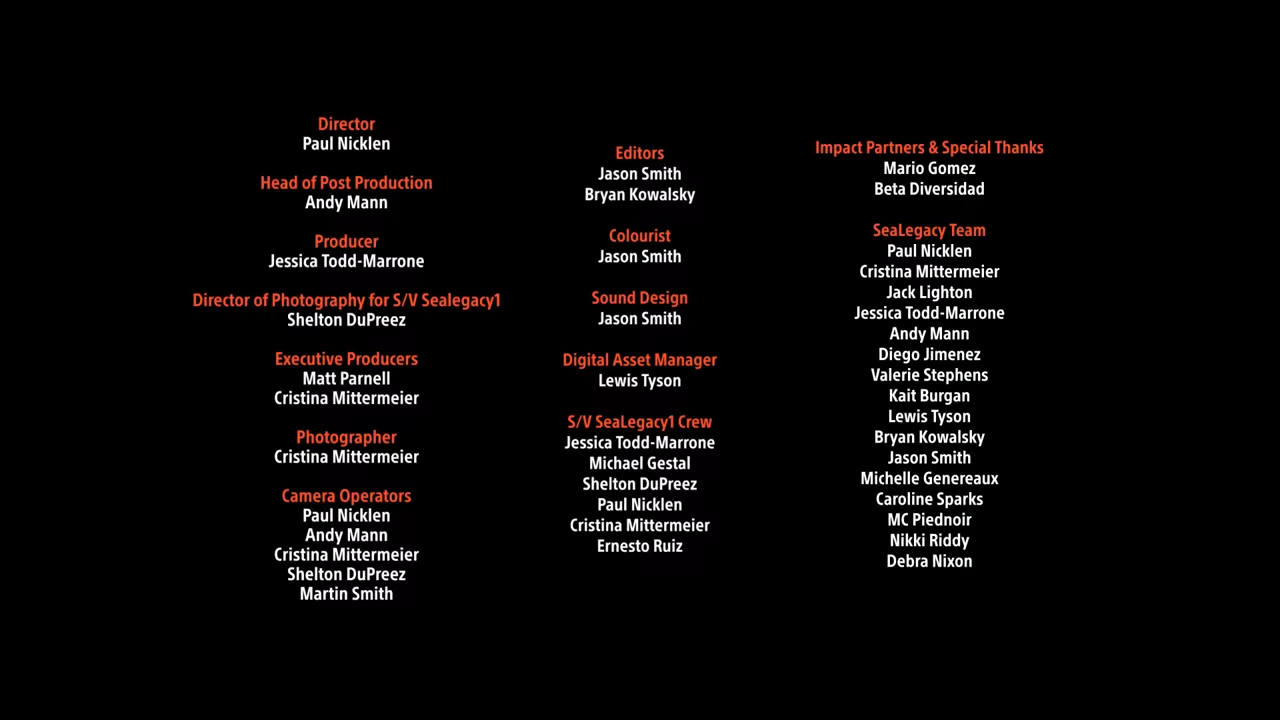 Director
Paul Nicklen
Head of Post Production
Andy Mann
Producer
Jessica Todd-Marrone
Director of Photography for S/V Sealegacy1
Shelton DuPreez
Executive Producers
Matt Parnell
Cristina Mittermeier
Photographer
Cristina Mittermeier
Camera Operators
Paul Nicklen
Andy Mann
Cristina Mittermeier
Shelton DuPreez
Martin Smith
Editors
Jason Smith
Bryan Kowalsky
Colourist
Jason Smith
Sound Design
Jason Smith
Digital Asset Manager
Lewis Tyson
S/V SeaLegacy1 Crew
Jessica Todd-Marrone
Michael Gestal
Shelton DuPreez
Paul Nicklen
Cristina Mittermeier
Ernesto Ruiz
Impact Partners & Special Thanks
Mario Gomez
Beta Diversidad
SeaLegacy Team
Paul Nicklen
Cristina Mittermeier
Jack Lighton
Jessica Todd-Marrone
Andy Mann
Diego Jimenez
Valerie Stephens
Kait Burgan
Lewis Tyson
Bryan Kowalsky
Jason Smith
Michelle Genereaux
Caroline Sparks
MC Piednoir
Nikki Riddy
Debra Nixon